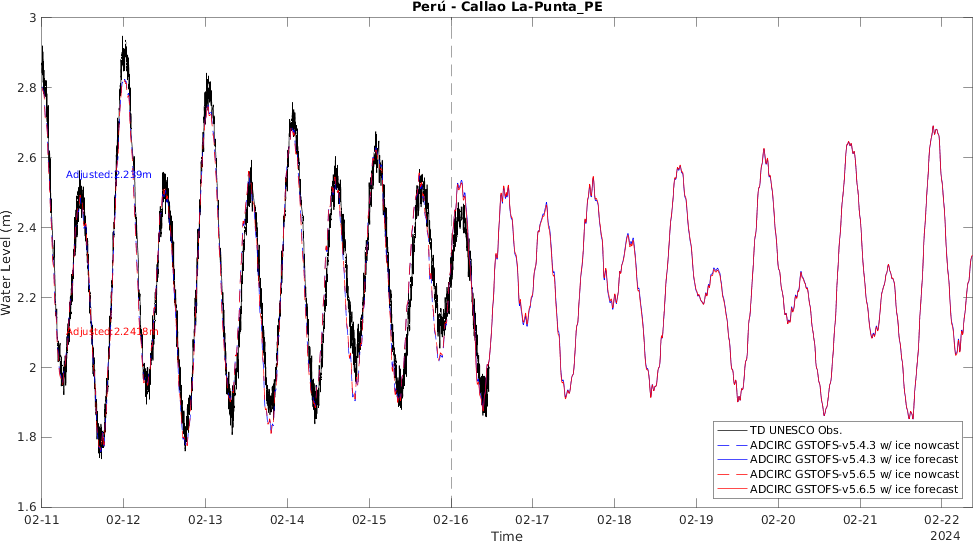 Perú - Callao La-Punta_PE
3
2.8
2.6
2.4
2.2
2
1.8
1.6
Water Level (m)
Adjusted:2.239m
Adjusted:2.2418m
TD UNESCO Obs.
ADCIRC GSTOFS-v5.4.3 w/ ice nowcast
ADCIRC GSTOFS-v5.4.3 w/ ice forecast
ADCIRC GSTOFS-v5.6.5 w/ ice nowcast
ADCIRC GSTOFS-v5.6.5 w/ ice forecast
02-11 02-12 02-13 02-14 02-15 02-16 02-17 02-18 02-19 02-20 02-21 02-22
Time
2024